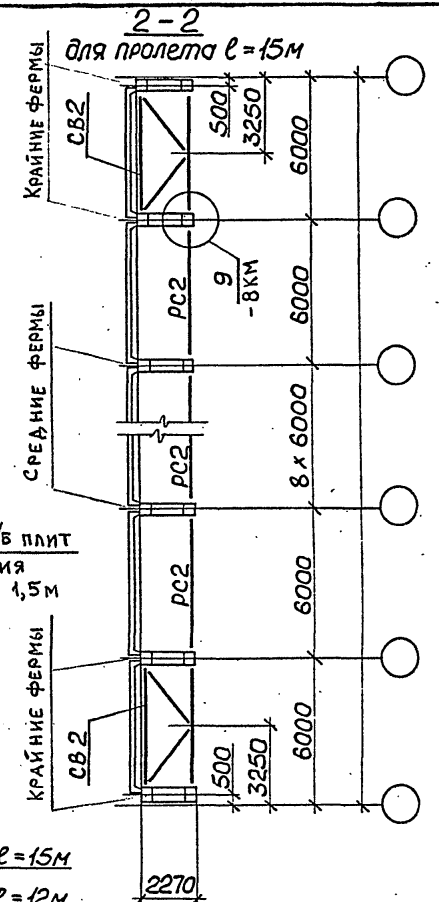 2-2
для пролета ℓ=15м
Крайние фермы
СВ2
500
3250
6000
9
-8КМ
РС2
6000
Средние фермы
8 х 6000
РС2
/Б плит
ия
1,5м
РС2
6000
Крайние фермы
СВ2
500
3250
6000
ℓ=15м
2270
ℓ=12м